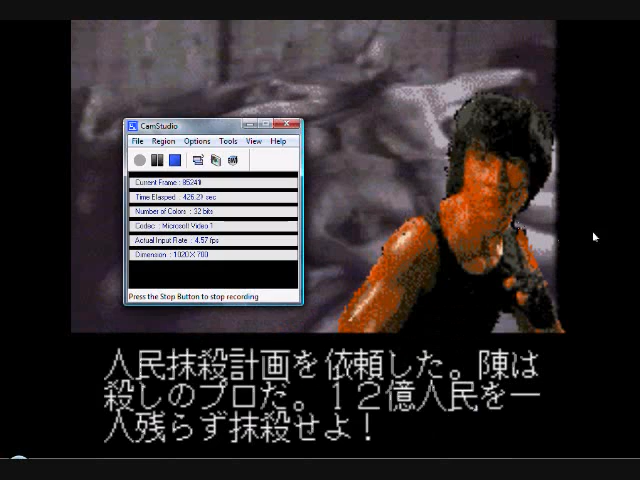 CamStudio
File Region Options Tools View Help
Current Frame : 85241
Time Elasped : 426.21 sec
Number of Colors : 32 bits
Codec : Microsoft Video 1
Actual Input Rate : 4.57 fps
Dimension : 1020 X 700
Press the Stop Button to stop recording
人民抹殺計画を依頼した。陳は
殺しのプロだ。12億人民を一
人残らず抹殺せよ！